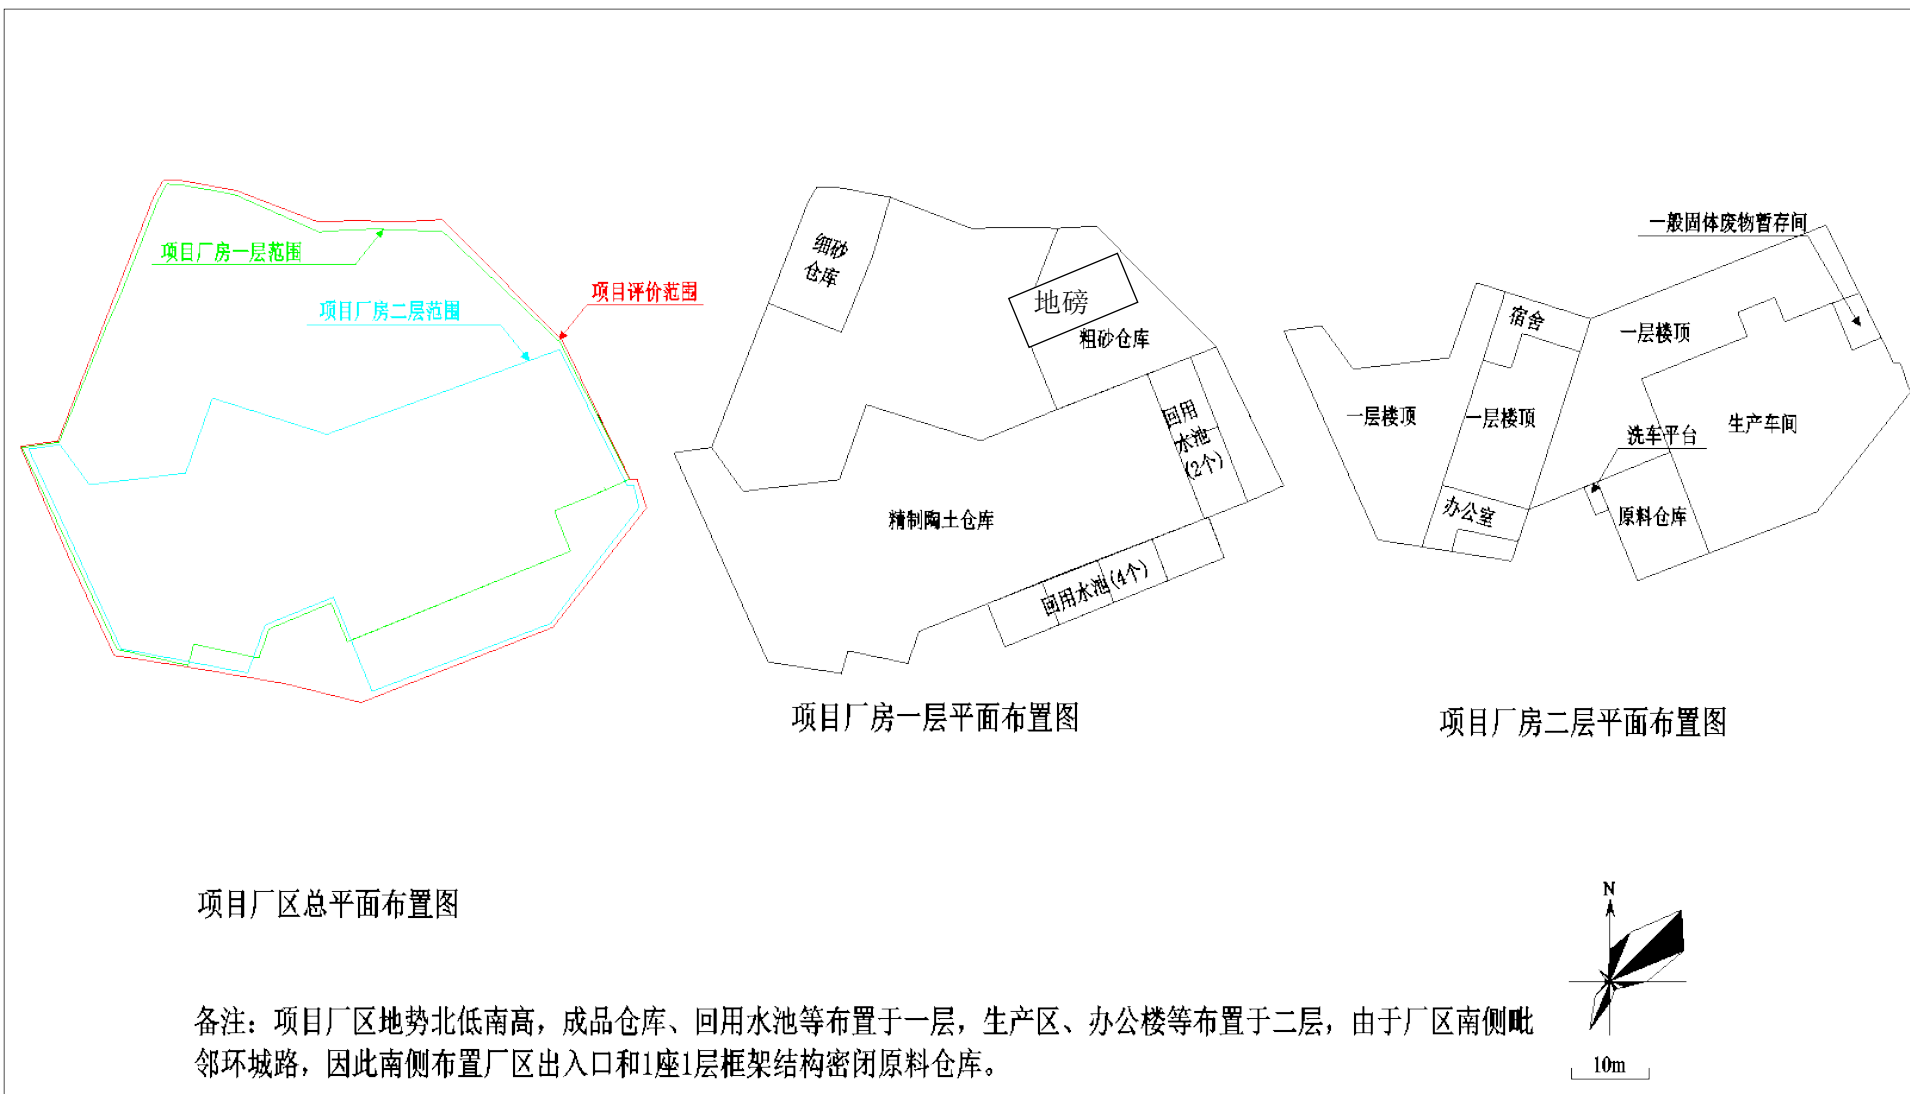 项目厂房一层范围
项目厂房二层范围
项目评价范围
项目厂区总平面布置图
细砂
仓库
地磅
粗砂仓库
回用
水池
(2个)
精制陶土仓库
回用水池(4个)
项目厂房一层平面布置图
一般固体废物暂存间
宿舍
一层楼顶
一层楼顶
一层楼顶
生产车间
洗车平台
办公室
原料仓库
项目厂房二层平面布置图
N
10m
备注：项目厂区地势北低南高，成品仓库、回用水池等布置于一层，生产区、办公楼等布置于二层，由于厂区南侧毗
邻环城路，因此南侧布置厂区出入口和1座1层框架结构密闭原料仓库。